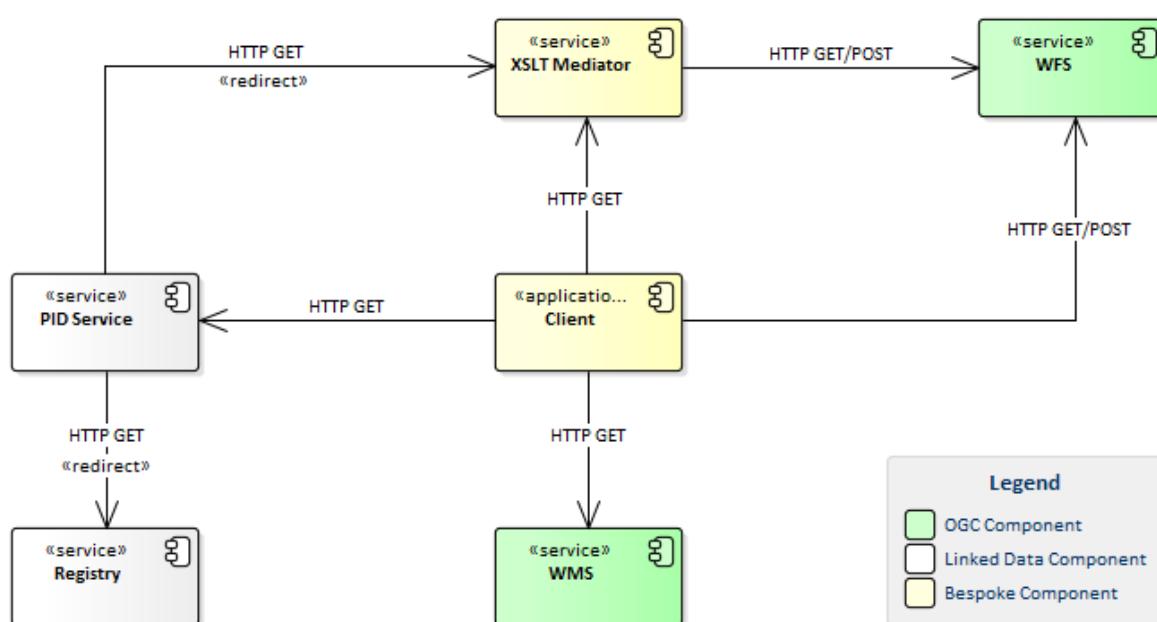 HTTP GET
«redirect»
«service»
XSLT Mediator
HTTP GET/POST
«service»
WFS
HTTP GET
HTTP GET/POST
«service»
PID Service
HTTP GET
«applicatio...
Client
HTTP GET
«redirect»
HTTP GET
«service»
Registry
«service»
WMS
Legend
OGC Component
Linked Data Component
Bespoke Component